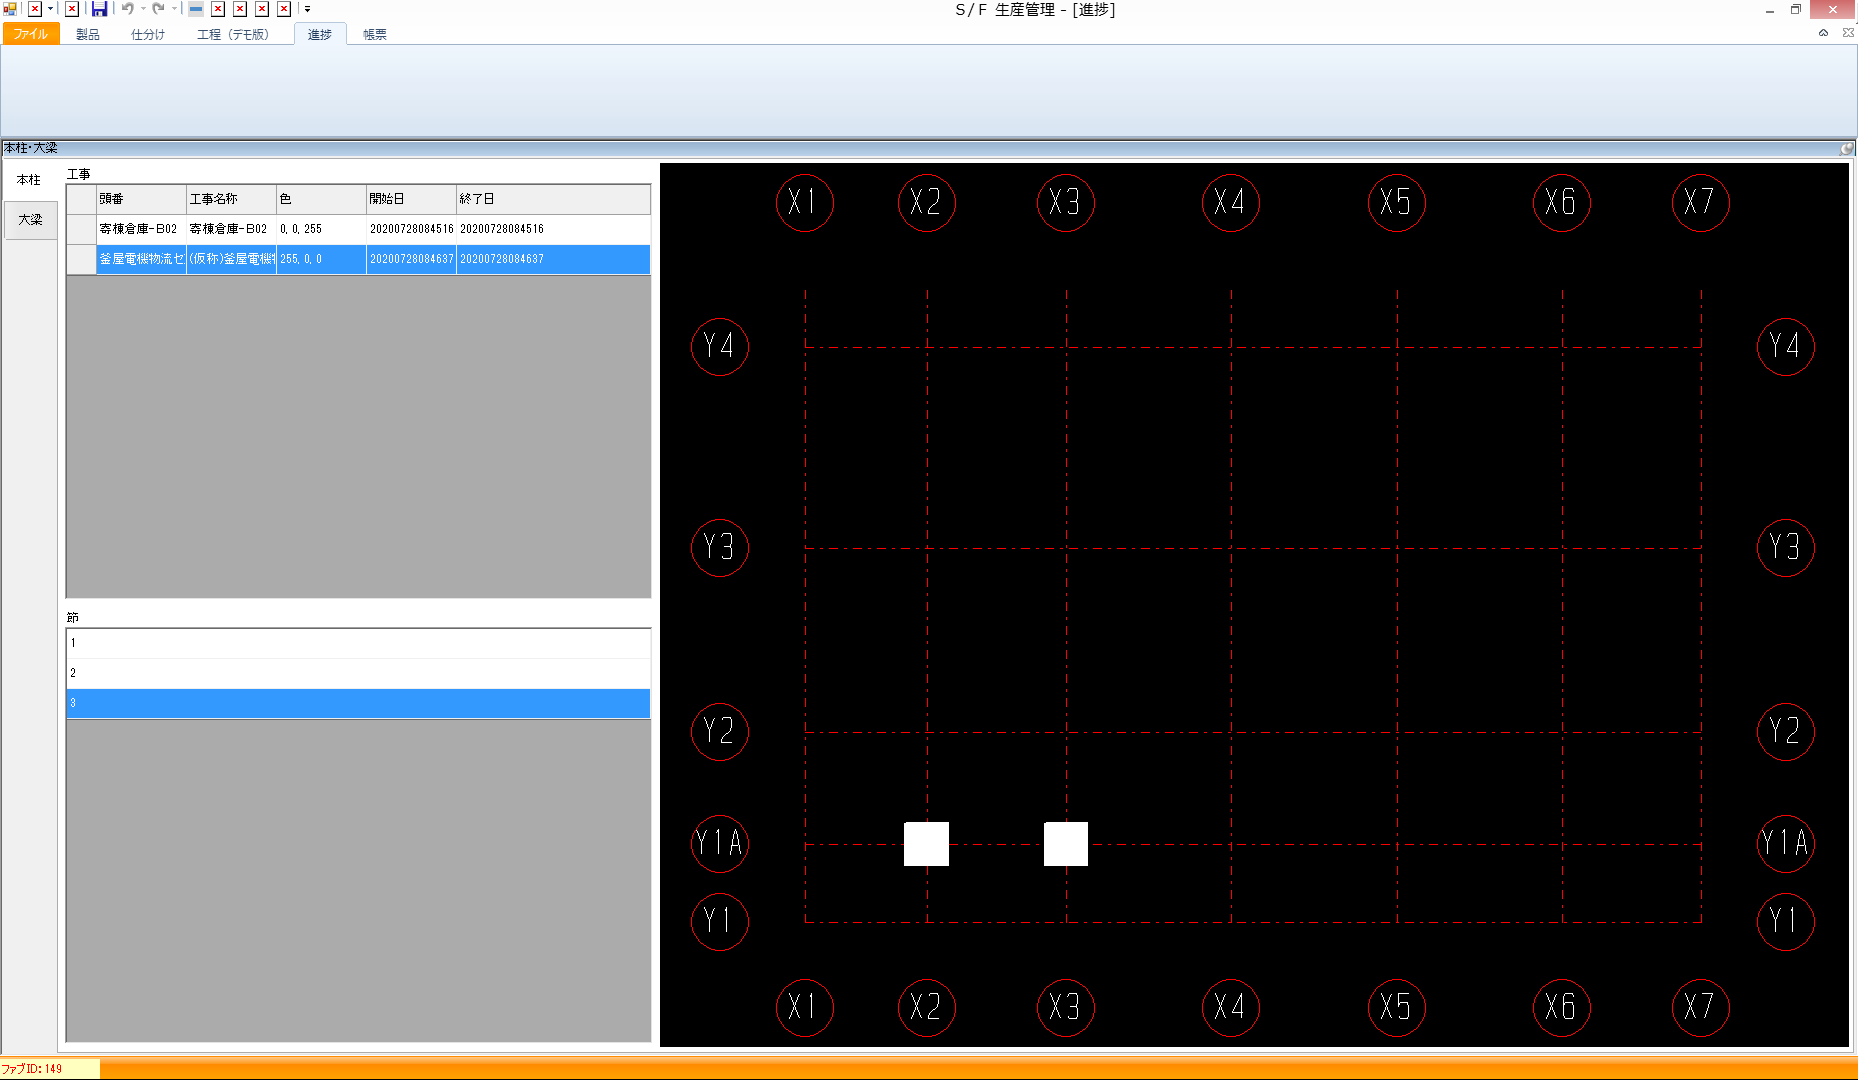 S/F 生産管理 - [進捗]
ファイル 製品 仕分け 工程（デモ版） 進捗 帳票
本柱・大梁
本柱
大梁
工事
頭番 工事名称 色 開始日 終了日
寄棟倉庫-B02 寄棟倉庫-B02 0, 0, 255 20200728084516 20200728084516
釜屋電機物流セ (仮称)釜屋電機物 255, 0, 0 20200728084637 20200728084637
節
1
2
3
X1 X2 X3 X4 X5 X6 X7
Y4 Y4
Y3 Y3
Y2 Y2
Y1A Y1A
Y1 Y1
X1 X2 X3 X4 X5 X6 X7
ファブID: 149